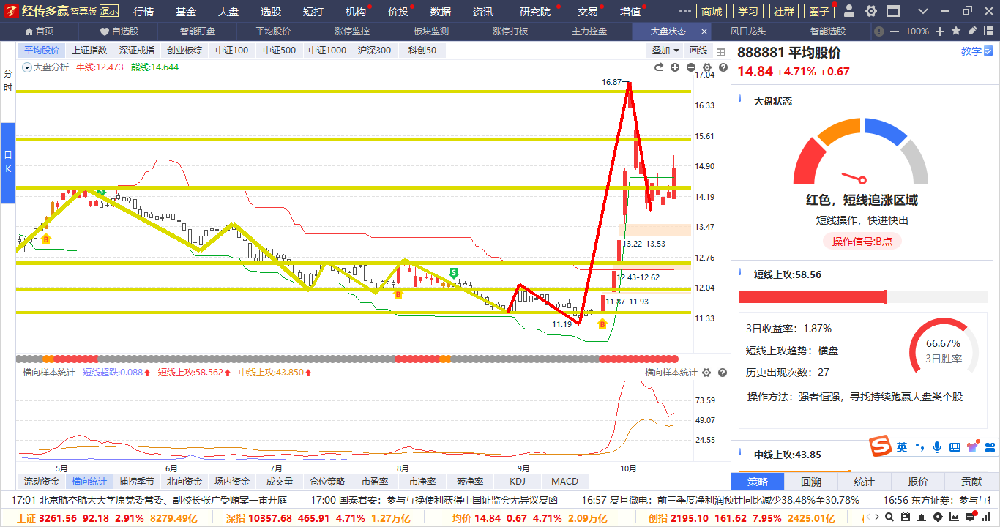 经传多赢 智尊版 演示 行情 基金 大盘 选股 短打 机构 价投 数据 资讯 研究院 交易 增值 商城 学习 社群 圈子
首页 自选股 智能盯盘 平均股价 涨停监控 板块监测 涨停打板 主力控盘 大盘状态 风口龙头 智能选股 100%
平均股价 上证指数 深证成指 创业板综 中证100 中证500 中证1000 沪深300 科创50 叠加 画线
大盘分析 牛线:12.473 熊线:14.644
分时
日K
17.04
16.33
15.61
14.90
14.19
13.47
12.76
12.04
11.33
16.87
S
B
13.22-13.53
12.43-12.62
S
B
11.87-11.93
11.19
B
横向样本统计 短线超跌:0.088 短线上攻:58.562 中线上攻:43.850 横向样本统计
73.59
49.07
24.55
5月 6月 7月 8月 9月 10月
流动资金 横向统计 捕捞季节 北向资金 场内资金 成交量 仓位策略 市盈率 市净率 破净率 KDJ MACD
888881 平均股价 教学
14.84 +4.71% +0.67
大盘状态
红色，短线追涨区域
短线操作，快进快出
操作信号:B点
短线上攻:58.56
3日收益率：1.87%
短线上攻趋势：横盘
历史出现次数：27
66.67%
3日胜率
操作方法：强者恒强，寻找持续跑赢大盘类个股
S 英
中线上攻:43.85
策略 回溯 统计 报价 贡献
17:01 北京航空航天大学原党委常委、副校长张广受贿案一审开庭 17:00 国泰君安：参与互换便利获得中国证监会无异议复函 16:57 复旦微电：前三季度净利润预计同比减少38.48%至30.78% 16:56 东方证券：参与互
上证 3261.56 92.18 2.91% 8279.49亿 深指 10357.68 465.91 4.71% 1.27万亿 均价 14.84 0.67 4.71% 2.09万亿 创指 2195.10 161.62 7.95% 2425.01亿